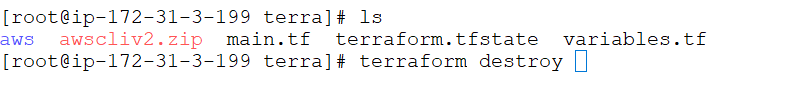 [root@ip-172-31-3-199 terra]# ls
aws awscliv2.zip main.tf terraform.tfstate variables.tf
[root@ip-172-31-3-199 terra]# terraform destroy